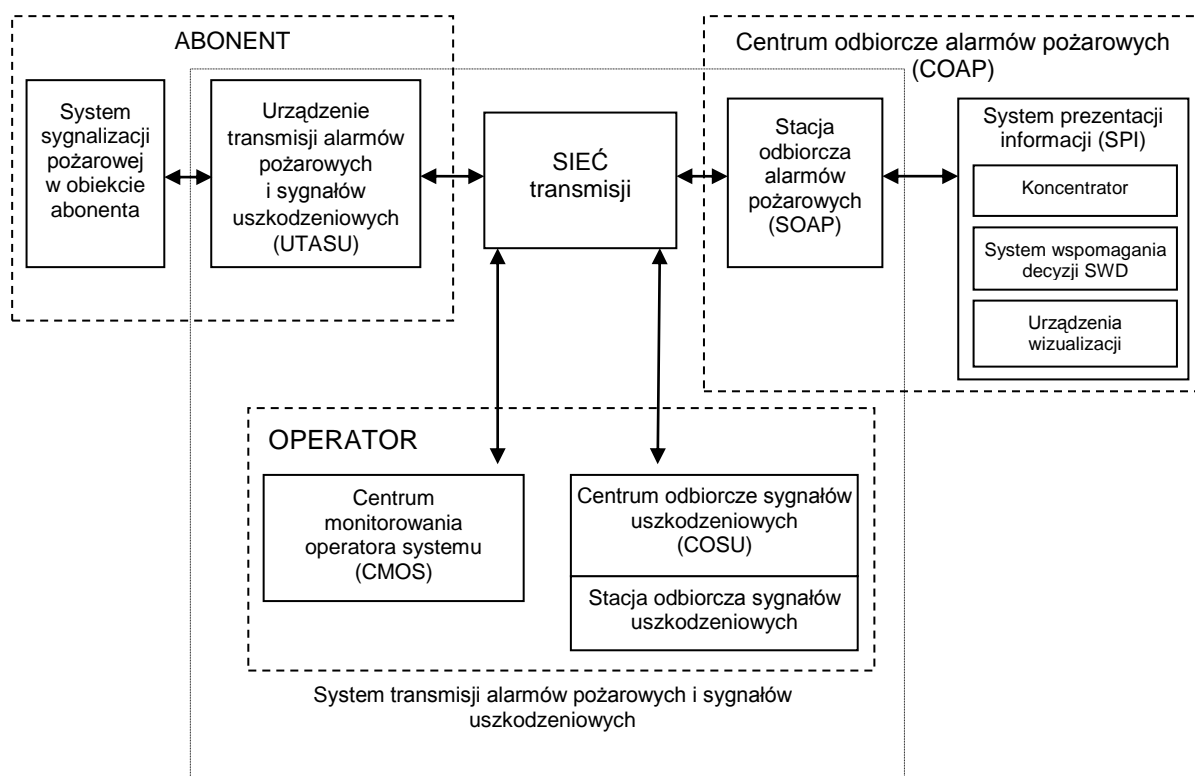 ABONENT
System
sygnalizacji
pożarowej
w obiekcie
abonenta
Urządzenie
transmisji alarmów
pożarowych
i sygnałów
uszkodzeniowych
(UTASU)
SIEĆ
transmisji
Centrum odbiorcze alarmów pożarowych
(COAP)
Stacja
odbiorcza
alarmów
pożarowych
(SOAP)
System prezentacji
informacji (SPI)
Koncentrator
System wspomagania
decyzji SWD
Urządzenia
wizualizacji
OPERATOR
Centrum
monitorowania
operatora systemu
(CMOS)
Centrum odbiorcze sygnałów
uszkodzeniowych
(COSU)
Stacja odbiorcza sygnałów
uszkodzeniowych
System transmisji alarmów pożarowych i sygnałów
uszkodzeniowych